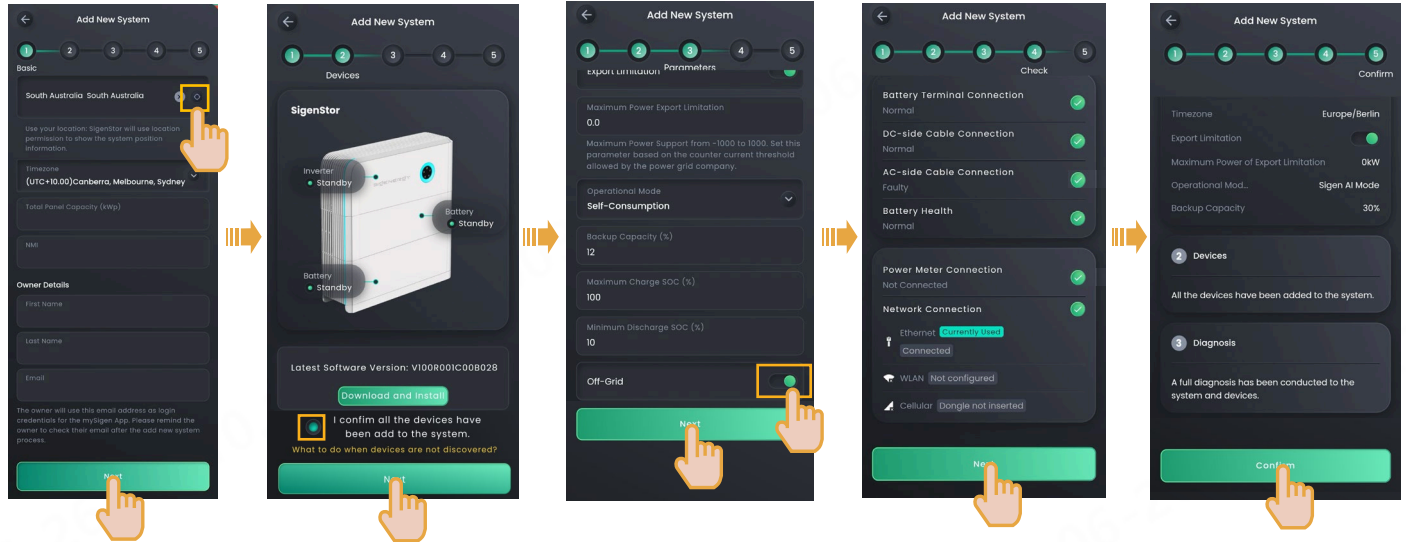 Add New System
1
2
3
4
5
Basic
South Australia South Australia
Use your location: SigenStor will use location
permission to show the system position
information.
Timezone
(UTC+10.00)Canberra, Melbourne, Sydney
Total Panel Capacity (kWp)
NMI
Owner Details
First Name
Last Name
Email
The owner will use this email address as login
credentials for the mySigen App. Please remind the
owner to check their email after the add new system
process.
Next
Add New System
1
2
3
4
5
Devices
SigenStor
Inverter
Standby
Battery
Standby
Battery
Standby
Latest Software Version: V100R001C00B028
Download and Install
I confim all the devices have
been add to the system.
What to do when devices are not discovered?
Next
Add New System
1
2
3
4
5
Parameters
Export Limitation
Maximum Power Export Limitation
0.0
Maximum Power Support from -1000 to 1000. Set this
parameter based on the counter current threshold
allowed by the power grid company.
Operational Mode
Self-Consumption
Backup Capacity (%)
12
Maximum Charge SOC (%)
100
Minimum Discharge SOC (%)
10
Off-Grid
Next
Add New System
1
2
3
4
5
Check
Battery Terminal Connection
Normal
DC-side Cable Connection
Normal
AC-side Cable Connection
Faulty
Battery Health
Normal
Power Meter Connection
Not Connected
Network Connection
Ethernet Currently Used
Connected
WLAN Not configured
Cellular Dongle not inserted
Next
Add New System
1
2
3
4
5
Confirm
Timezone Europe/Berlin
Export Limitation
Maximum Power of Export Limitation 0kW
Operational Mod... Sigen AI Mode
Backup Capacity 30%
2 Devices
All the devices have been added to the system.
3 Diagnosis
A full diagnosis has been conducted to the
system and devices.
Confirm